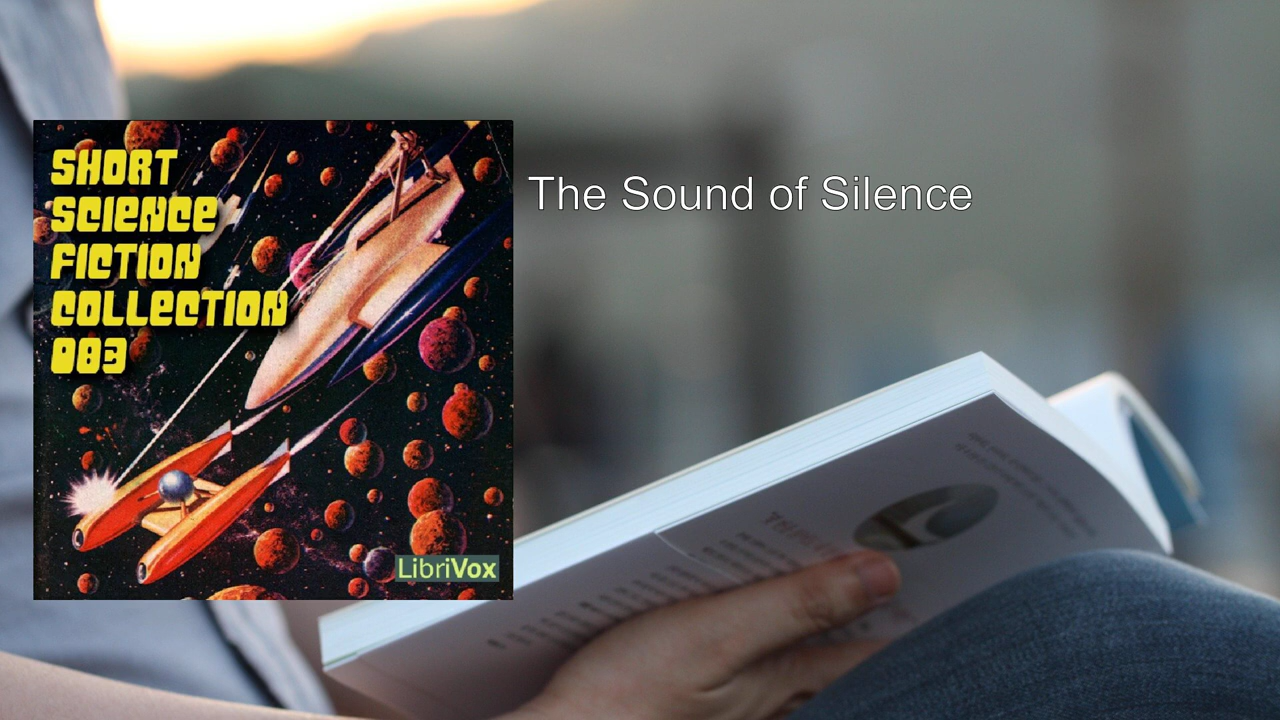 SHORT
SCIENCE
FICTION
COLLECTION
083
LibriVox
The Sound of Silence